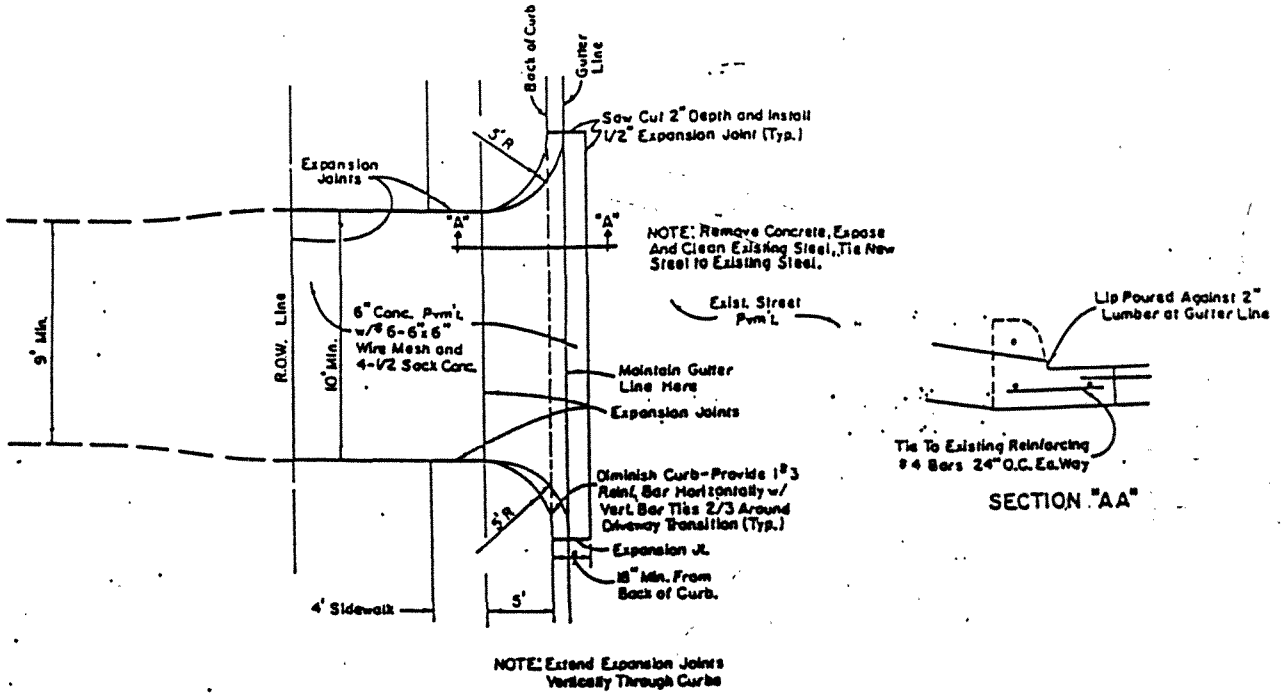 Back of Curb
Gutter
Line
Saw Cut 2" Depth and Install
1/2" Expansion Joint (Typ.)
5'R
Expansion
Joints
"A"
"A"
NOTE: Remove Concrete, Expose
And Clean Existing Steel, Tie New
Steel to Existing Steel.
Exist. Street
Pvm't.
Lip Poured Against 2"
Lumber at Gutter Line
9' Min.
R.O.W. Line
10' Min.
6" Conc. Pvm't.
w/#6-6"x6"
Wire Mesh and
4-1/2 Sack Conc.
Maintain Gutter
Line Here
Expansion Joints
Tie To Existing Reinforcing
#4 Bars 24" O.C. Ea. Way
SECTION "AA"
Diminish Curb-Provide 1#3
Reinf. Bar Horizontally w/
Vert. Bar Ties 2/3 Around
Driveway Transition (Typ.)
5'R
Expansion Jt.
18" Min. From
Back of Curb.
4' Sidewalk
5'
NOTE: Extend Expansion Joints
Vertically Through Curbs